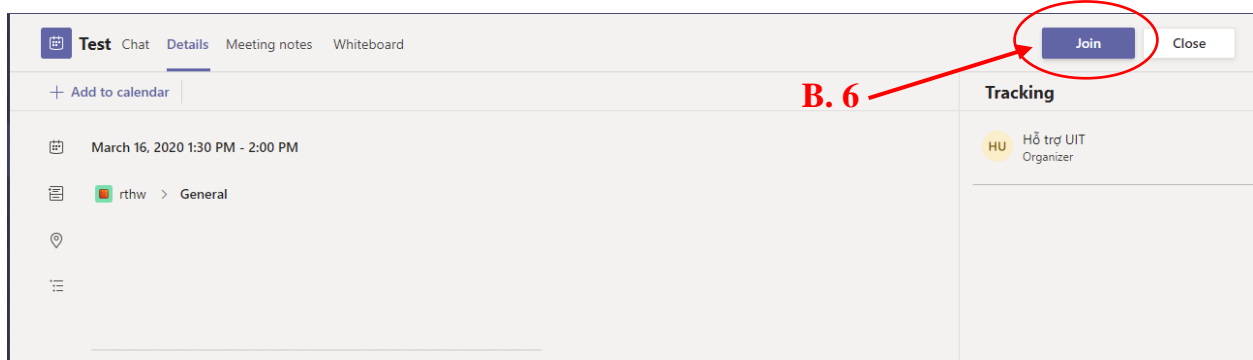 Test Chat Details Meeting notes Whiteboard Join Close
+ Add to calendar
B. 6
Tracking
March 16, 2020 1:30 PM - 2:00 PM
HU Hỗ trợ UIT
Organizer
rthw > General